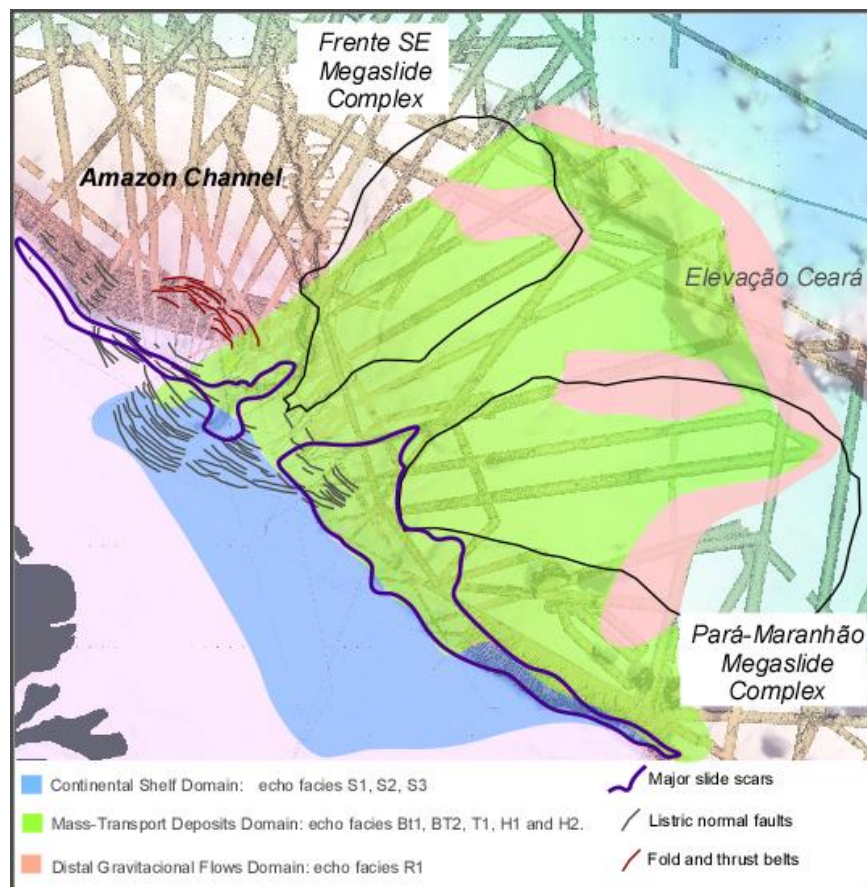 Frente SE
Megaslide
Complex
Amazon Channel
Elevação Ceará
Pará-Maranhão
Megaslide
Complex
Continental Shelf Domain: echo facies S1, S2, S3
Mass-Transport Deposits Domain: echo facies Bt1, BT2, T1, H1 and H2.
Distal Gravitacional Flows Domain: echo facies R1
Major slide scars
Listric normal faults
Fold and thrust belts